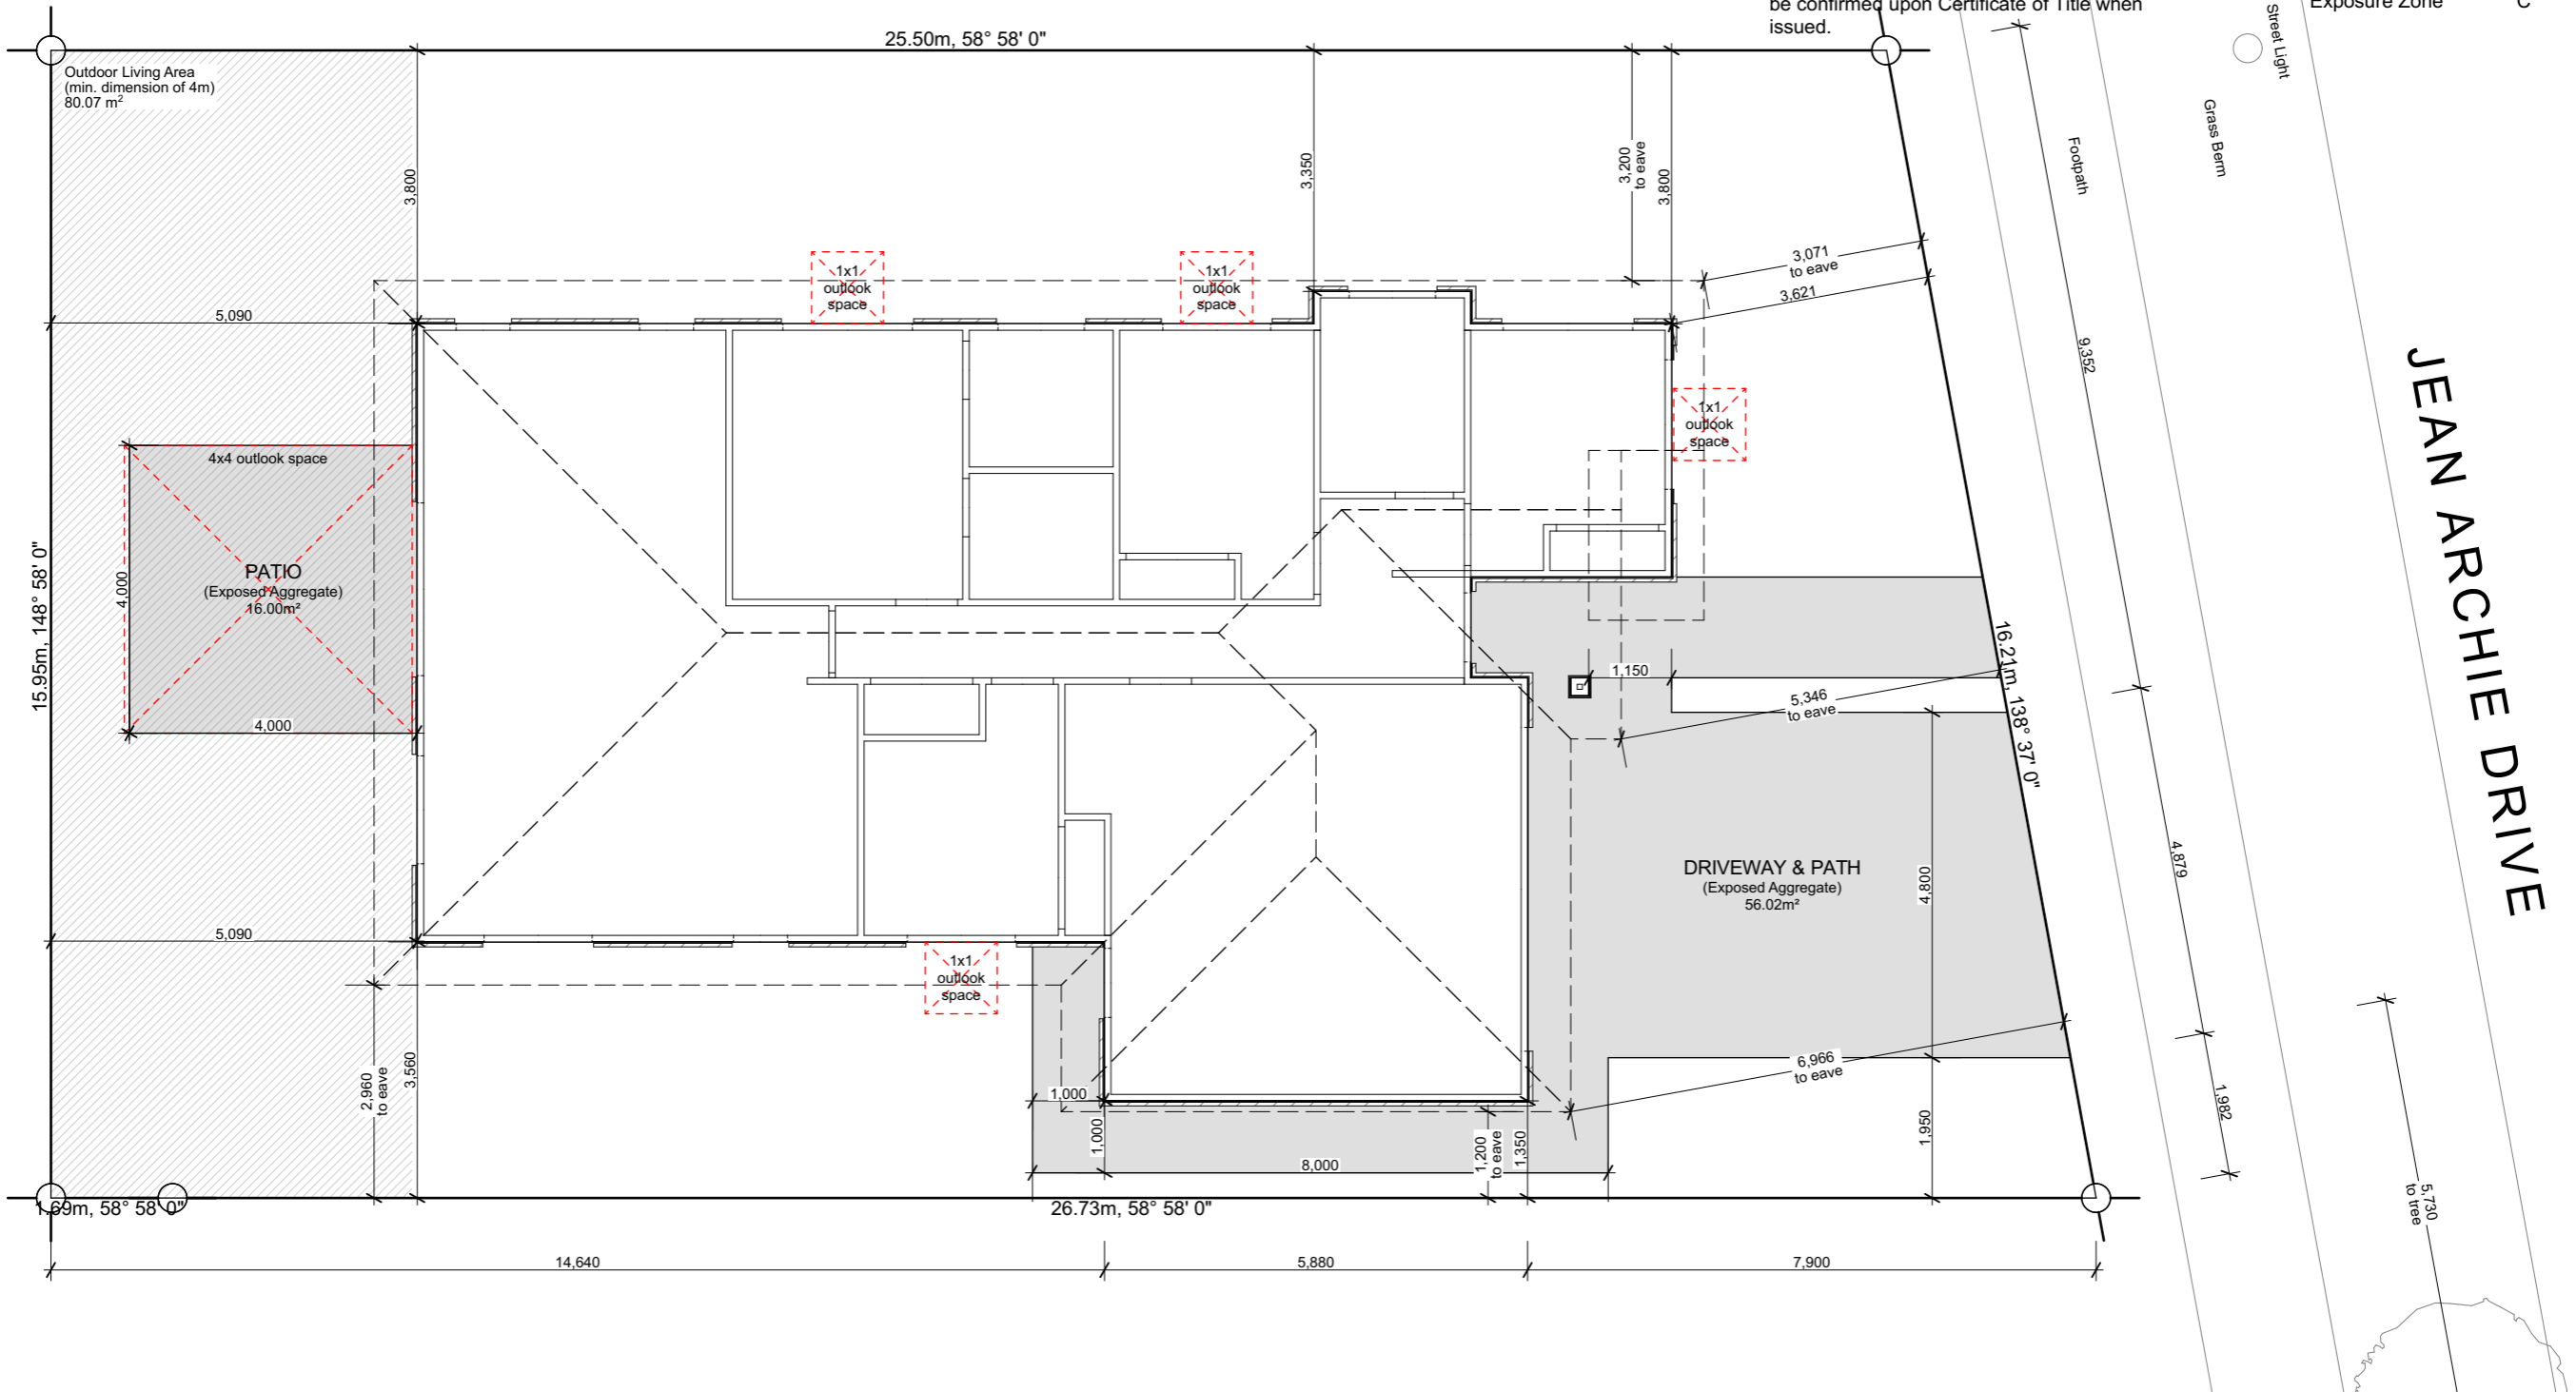 be confirmed upon Certificate of Title when
issued.
Exposure Zone C
Street Light
25.50m, 58° 58' 0"
Outdoor Living Area
(min. dimension of 4m)
80.07 m²
Grass Berm
Footpath
3,800
3,350
3,200
to eave
3,800
3,071
to eave
3,621
1x1
outlook
space
1x1
outlook
space
5,090
9,352
1x1
outlook
space
JEAN ARCHIE DRIVE
4x4 outlook space
PATIO
(Exposed Aggregate)
16.00m²
4,000
4,000
15.95m, 148° 58' 0"
16.21m, 138° 37' 0"
1,150
5,346
to eave
DRIVEWAY & PATH
(Exposed Aggregate)
56.02m²
4,800
4,879
5,090
1x1
outlook
space
2,960
to eave
3,560
1,000
1,000
8,000
1,200
to eave
1,350
6,966
to eave
1,950
1,982
5,730
to tree
1.69m, 58° 58' 0"
26.73m, 58° 58' 0"
14,640
5,880
7,900